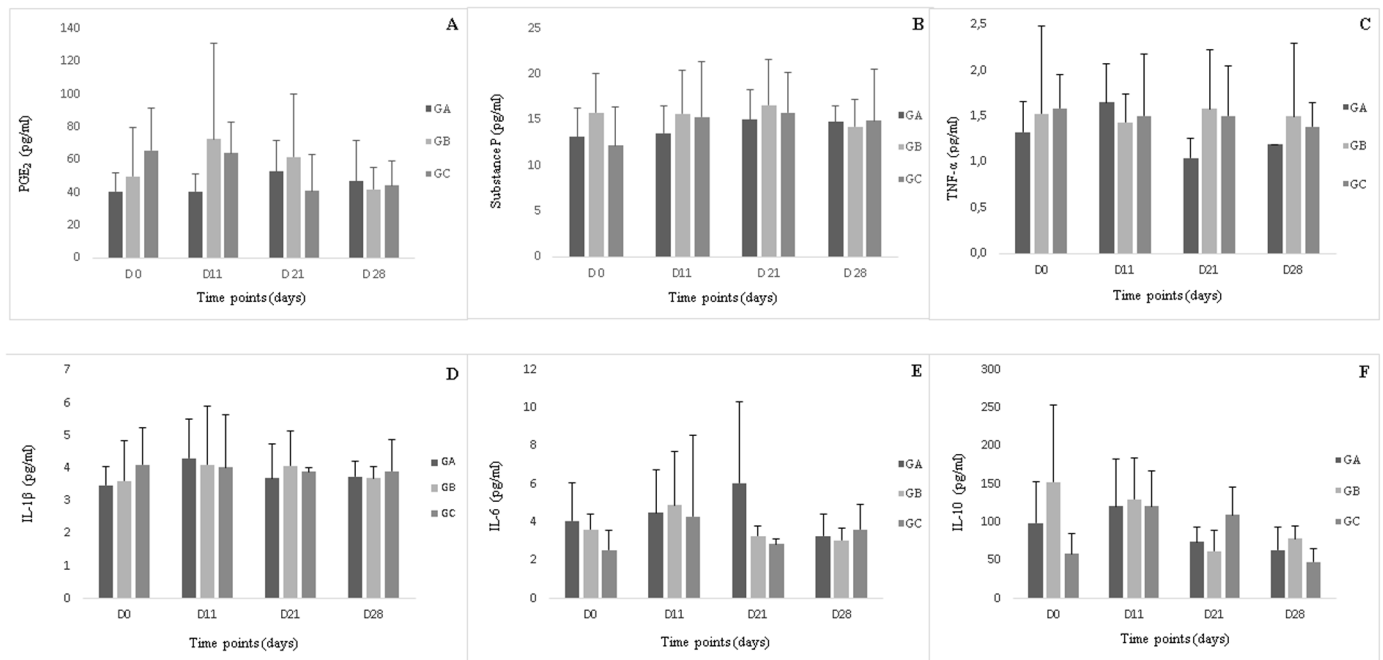 A
140
120
100
80
60
40
20
0
PGE2 (pg/ml)
D 0 D11 D 21 D 28
Time points (days)
GA
GB
GC
B
25
20
15
10
5
0
Substance P (pg/ml)
D 0 D11 D 21 D 28
Time points (days)
GA
GB
GC
C
2,5
2,0
1,5
1,0
0,5
0,0
TNF-α (pg/ml)
D0 D11 D21 D28
Time points (days)
GA
GB
GC
D
7
6
5
4
3
2
1
0
IL-1β (pg/ml)
D0 D11 D21 D28
Time points (days)
GA
GB
GC
E
12
10
8
6
4
2
0
IL-6 (pg/ml)
D0 D11 D21 D28
Time points (days)
GA
GB
GC
F
300
250
200
150
100
50
0
IL-10 (pg/ml)
D0 D11 D21 D28
Time points (days)
GA
GB
GC